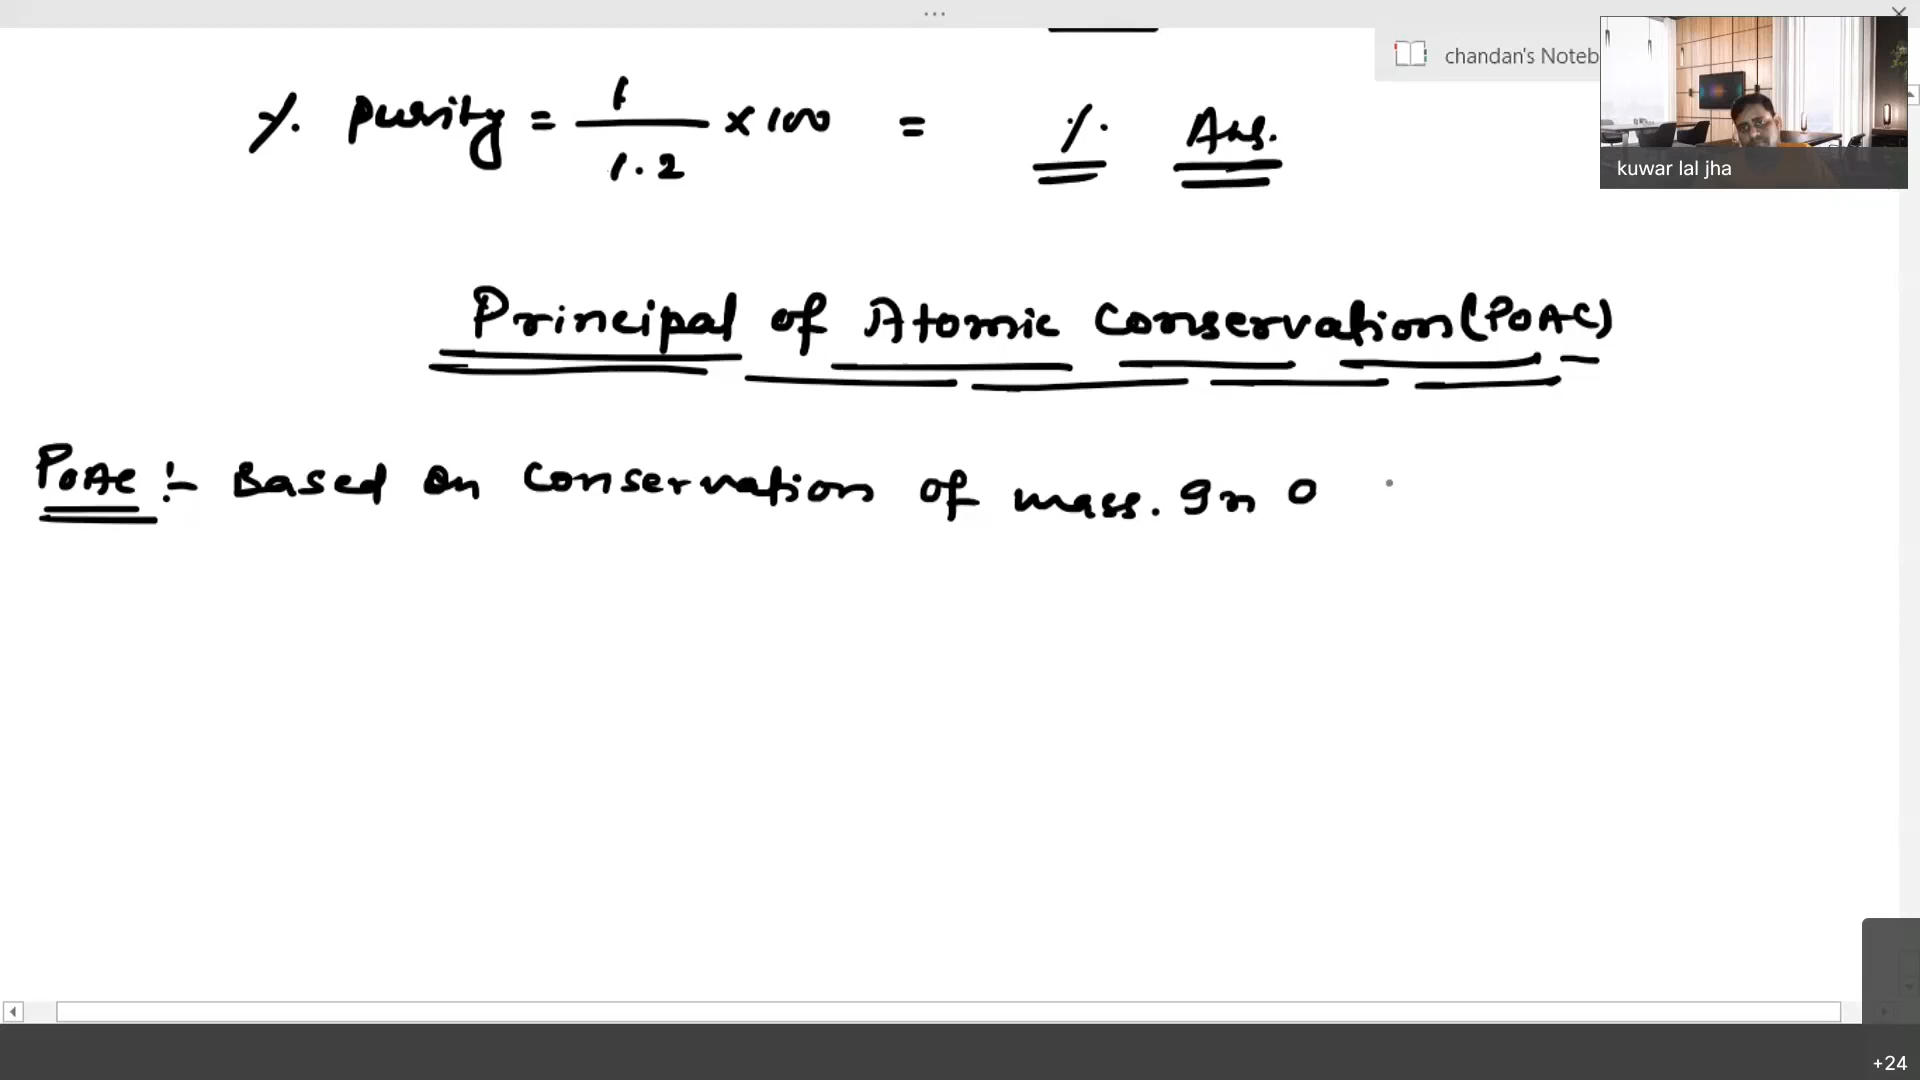 ...
chandan's Noteb
kuwar lal jha
% purity = 1/1.2 × 100 = % Ans.
Principal of Atomic Conservation (POAC)
POAC :- Based on conservation of mass. In o
+24